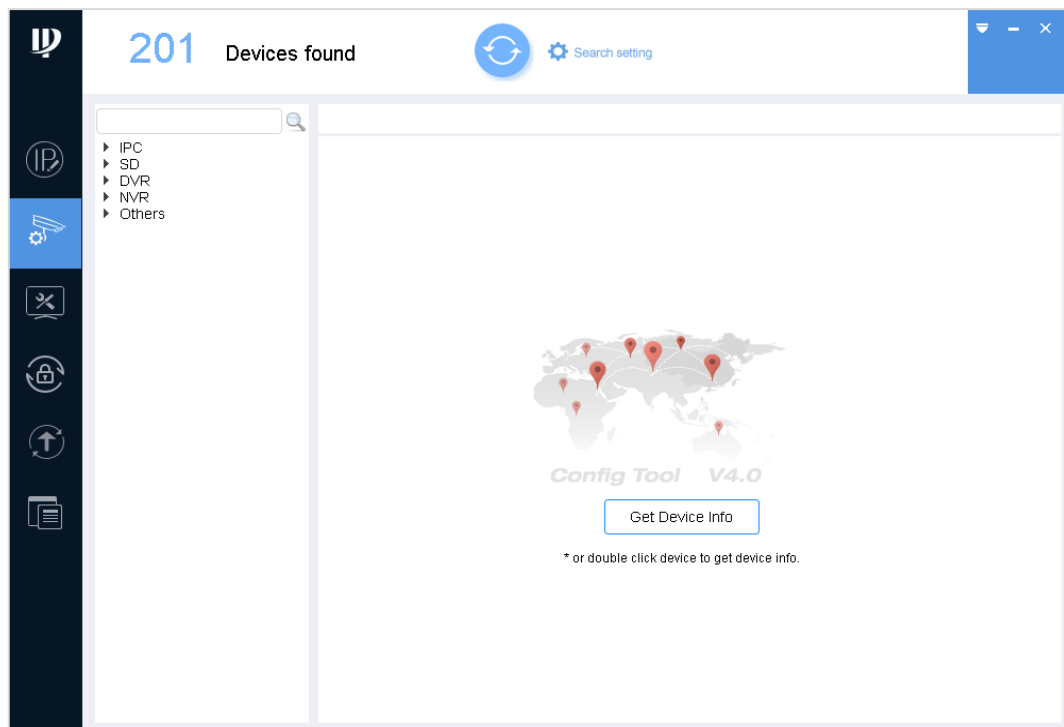 201 Devices found
Search setting
IPC
SD
DVR
NVR
Others
Config Tool V4.0
Get Device Info
* or double click device to get device info.
IP